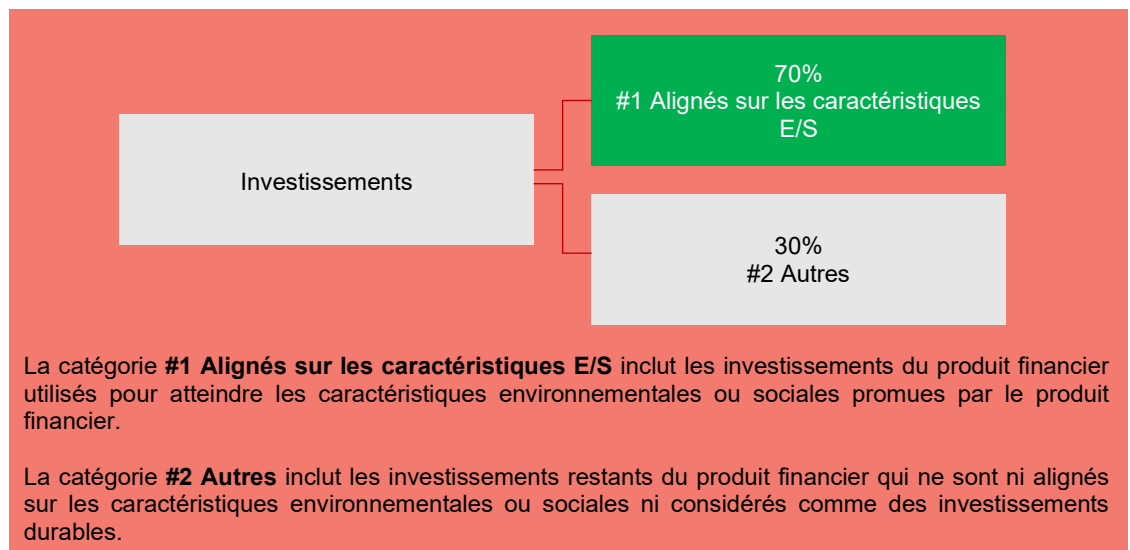 70%
#1 Alignés sur les caractéristiques
E/S
Investissements
30%
#2 Autres
La catégorie #1 Alignés sur les caractéristiques E/S inclut les investissements du produit financier
utilisés pour atteindre les caractéristiques environnementales ou sociales promues par le produit
financier.
La catégorie #2 Autres inclut les investissements restants du produit financier qui ne sont ni alignés
sur les caractéristiques environnementales ou sociales ni considérés comme des investissements
durables.